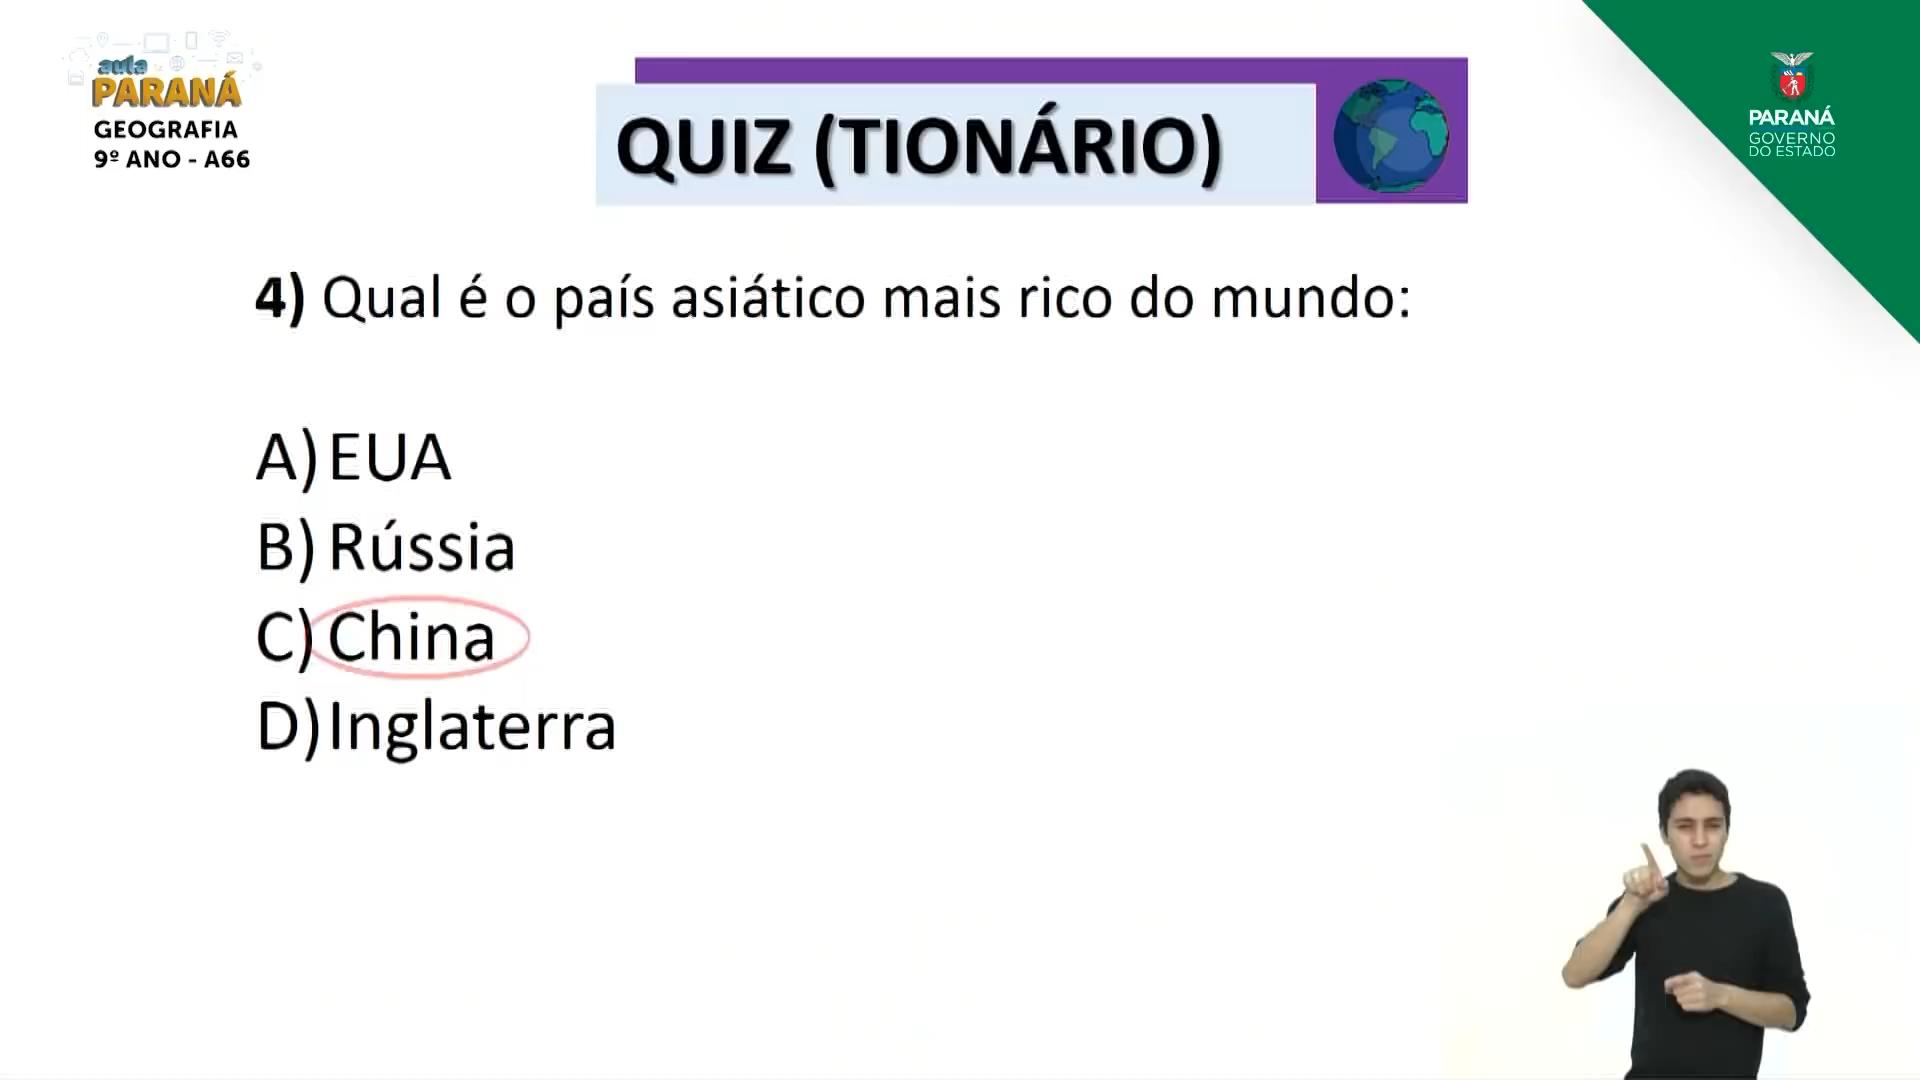 aula
PARANÁ
GEOGRAFIA
9º ANO - A66
QUIZ (TIONÁRIO)
PARANÁ
GOVERNO
DO ESTADO
4) Qual é o país asiático mais rico do mundo:
A) EUA
B) Rússia
C) China
D) Inglaterra